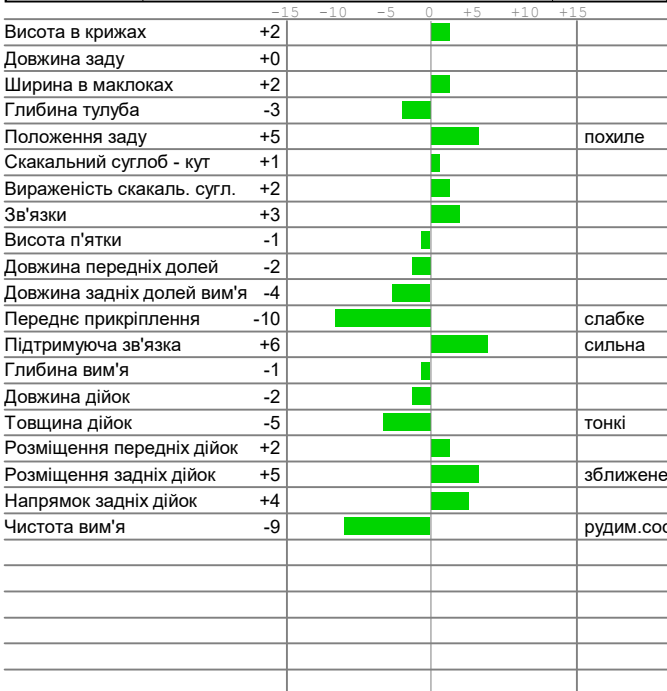 -15 -10 -5 0 +5 +10 +15
Висота в крижах +2
Довжина заду +0
Ширина в маклоках +2
Глибина тулуба -3
Положення заду +5 похиле
Скакальний суглоб - кут +1
Вираженість скакаль. сугл. +2
Зв'язки +3
Висота п'ятки -1
Довжина передніх долей -2
Довжина задніх долей вим'я -4
Переднє прикріплення -10 слабке
Підтримуюча зв'язка +6 сильна
Глибина вим'я -1
Довжина дійок -2
Товщина дійок -5 тонкі
Розміщення передніх дійок +2
Розміщення задніх дійок +5 зближене
Напрямок задніх дійок +4
Чистота вим'я -9 рудим.сос